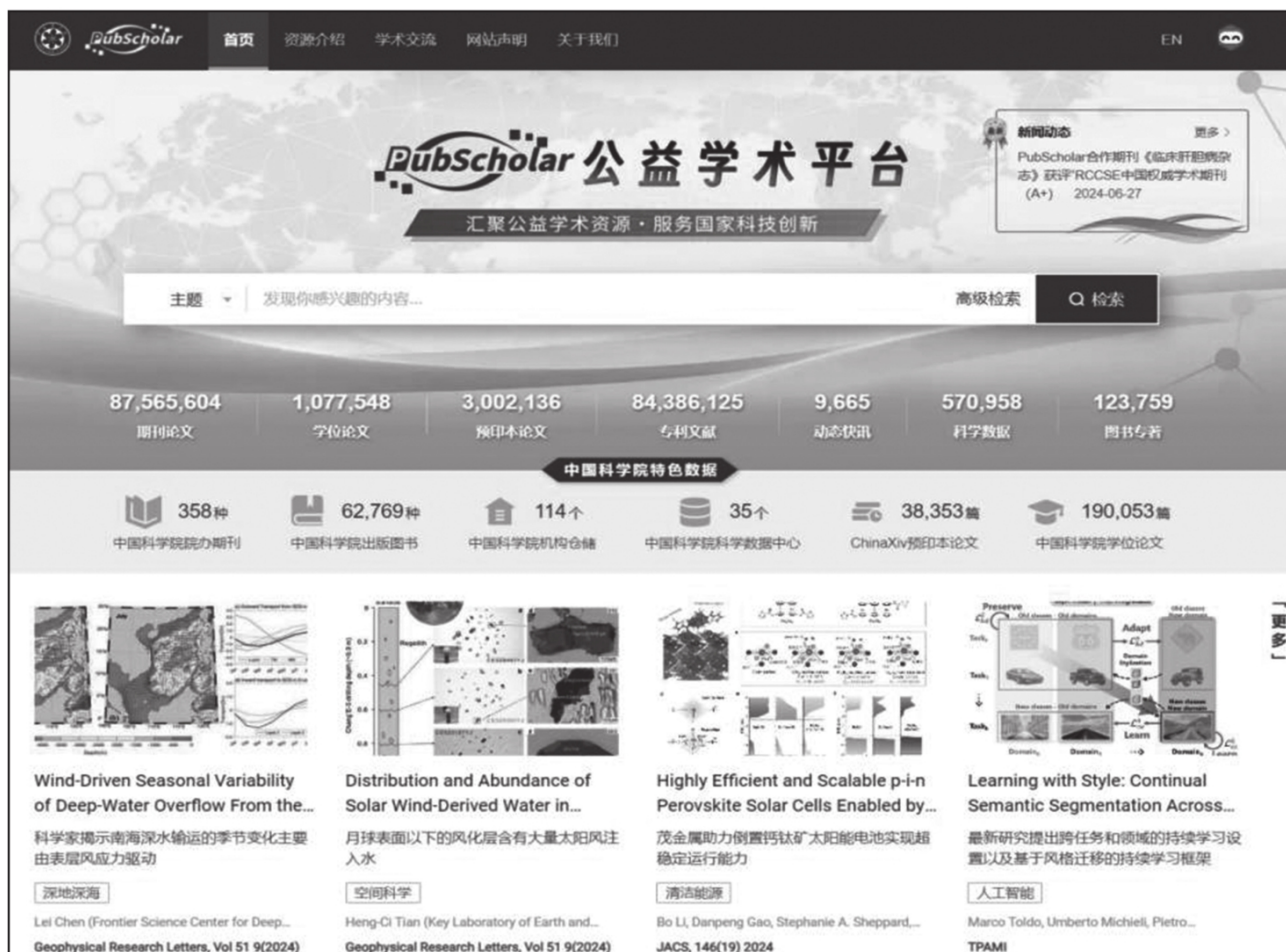 PubScholar 首页 资源介绍 学术交流 网站声明 关于我们 EN
PubScholar 公益学术平台
汇聚公益学术资源·服务国家科技创新
新闻动态 更多 >
PubScholar合作期刊《临床肝胆病杂
志》获评"RCCSE中国权威学术期刊
(A+) 2024-06-27
主题 发现你感兴趣的内容... 高级检索 检索
87,565,604 1,077,548 3,002,136 84,386,125 9,665 570,958 123,759
期刊论文 学位论文 预印本论文 专利文献 动态快讯 科学数据 图书专著
中国科学院特色数据
358种 62,769种 114个 35个 38,353篇 190,053篇
中国科学院院办期刊 中国科学院出版图书 中国科学院机构仓储 中国科学院科学数据中心 ChinaXiv预印本论文 中国科学院学位论文
「更多」
Preserve
Adapt
Learn
Wind-Driven Seasonal Variability
of Deep-Water Overflow From the...
科学家揭示南海深水输运的季节变化主要
由表层风应力驱动
深地深海
Lei Chen (Frontier Science Center for Deep...
Geophysical Research Letters, Vol 51 9(2024)
Distribution and Abundance of
Solar Wind-Derived Water in...
月球表面以下的风化层含有大量太阳风注
入水
空间科学
Heng-Ci Tian (Key Laboratory of Earth and...
Geophysical Research Letters, Vol 51 9(2024)
Highly Efficient and Scalable p-i-n
Perovskite Solar Cells Enabled by...
茂金属助力倒置钙钛矿太阳能电池实现超
稳定运行能力
清洁能源
Bo Li, Danpeng Gao, Stephanie A. Sheppard,...
JACS, 146(19) 2024
Learning with Style: Continual
Semantic Segmentation Across...
最新研究提出跨任务和领域的持续学习设
置以及基于风格迁移的持续学习框架
人工智能
Marco Toldo, Umberto Michieli, Pietro...
TPAMI